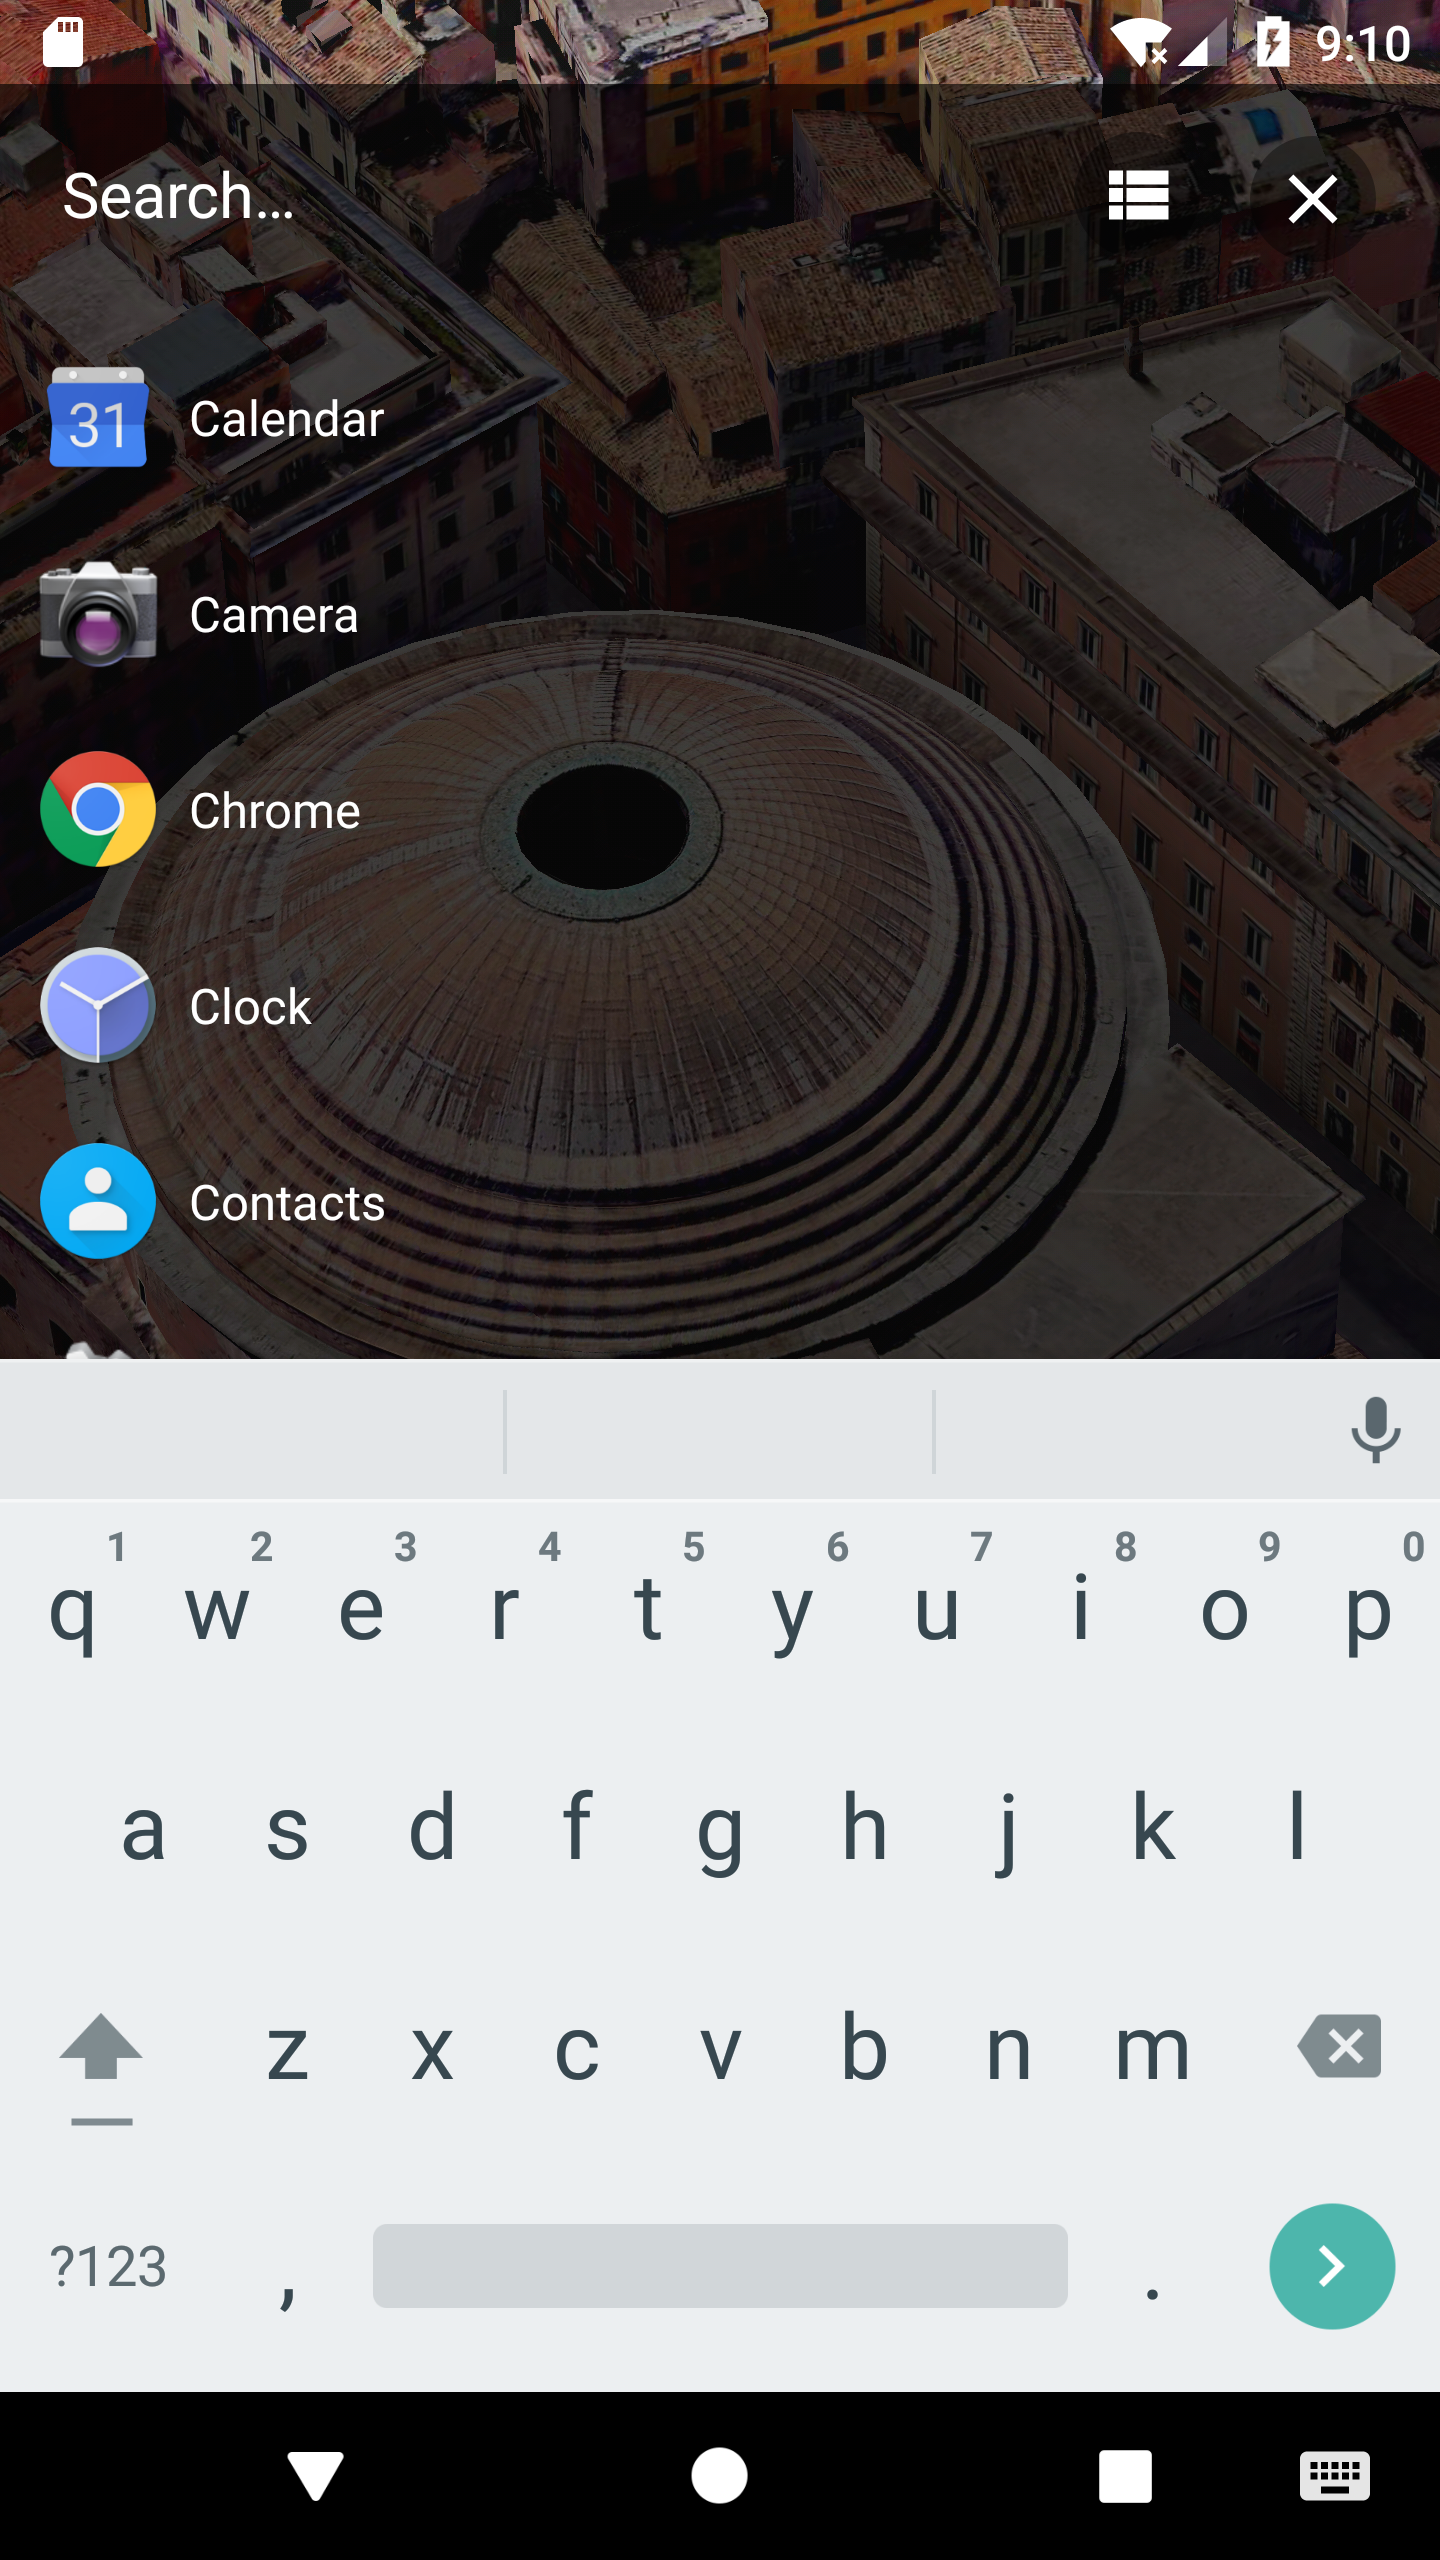 9:10
Search…
31
Calendar
Camera
Chrome
Clock
Contacts
1 2 3 4 5 6 7 8 9 0
q w e r t y u i o p
a s d f g h j k l
z x c v b n m
?123 , .